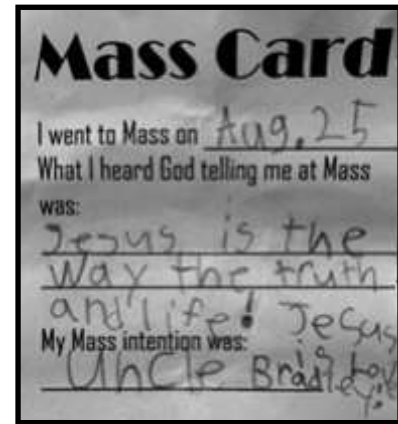 Mass Card
I went to Mass on Aug. 25
What I heard God telling me at Mass
was:
Jesus is the
way the truth
and life! Jesus
is love!
My Mass intention was:
Uncle Bradley